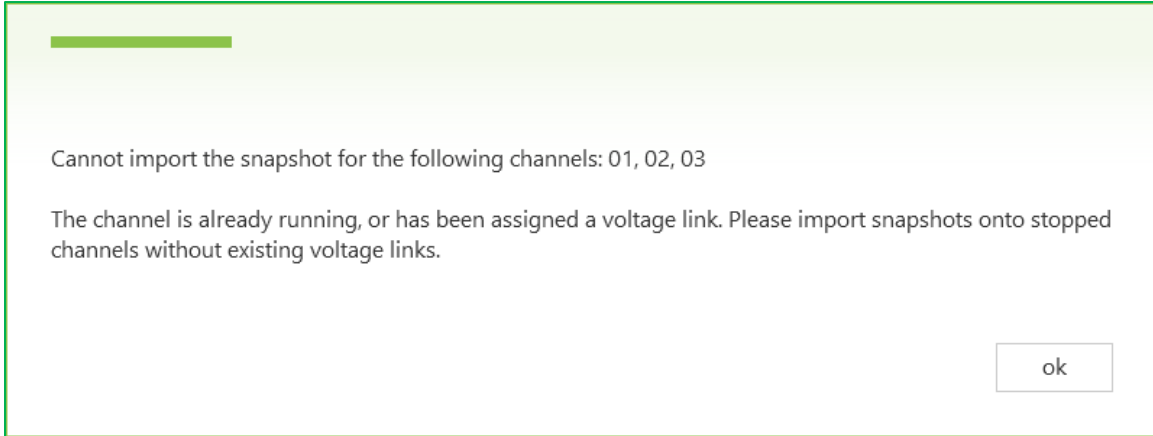 Cannot import the snapshot for the following channels: 01, 02, 03
The channel is already running, or has been assigned a voltage link. Please import snapshots onto stopped
channels without existing voltage links.
ok